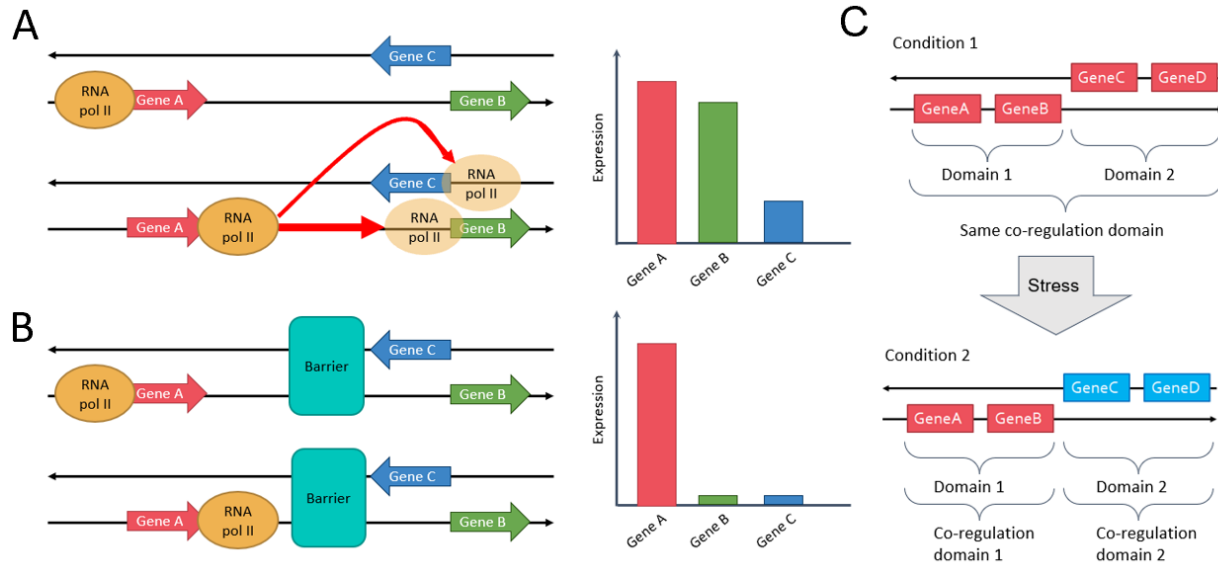 A
Gene C
RNA
pol II
Gene A
Gene B
RNA
pol II
Gene C
Gene A
RNA
pol II
RNA
pol II
Gene B
Expression
Gene A
Gene B
Gene C
B
Barrier
Gene C
RNA
pol II
Gene A
Gene B
Barrier
Gene C
Gene A
RNA
pol II
Gene B
Expression
Gene A
Gene B
Gene C
C
Condition 1
GeneC
GeneD
GeneA
GeneB
Domain 1
Domain 2
Same co-regulation domain
Stress
Condition 2
GeneC
GeneD
GeneA
GeneB
Domain 1
Domain 2
Co-regulation
domain 1
Co-regulation
domain 2